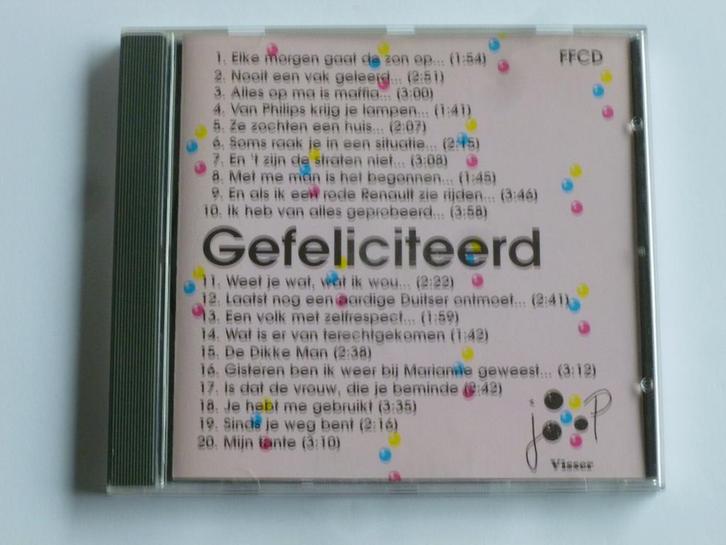 1. Elke morgen gaat de zon op... (1:54)
FFCD
2. Nooit een vak geleerd... (2:51)
3. Alles op ma is maffia... (3:00)
4. Van Philips krijg je lampen... (1:41)
5. Ze zochten een huis... (2:07)
6. Soms raak je in een situatie... (2:15)
7. En 't zijn de straten niet... (3:08)
8. Met me man is het begonnen... (1:45)
9. En als ik een rode Renault zie rijden... (3:46)
10. Ik heb van alles geprobeerd... (3:58)
Gefeliciteerd
11. Weet je wat, wat ik wou... (2:22)
12. Laatst nog een aardige Duitser ontmoet... (2:41)
13. Een volk met zelfrespect... (1:59)
14. Wat is er van terechtgekomen (1:42)
15. De Dikke Man (2:38)
16. Gisteren ben ik weer bij Marianne geweest... (3:12)
17. Is dat de vrouw, die je beminde (2:42)
18. Je hebt me gebruikt (3:35)
19. Sinds je weg bent (2:16)
20. Mijn tante (3:10)
joop
Visser